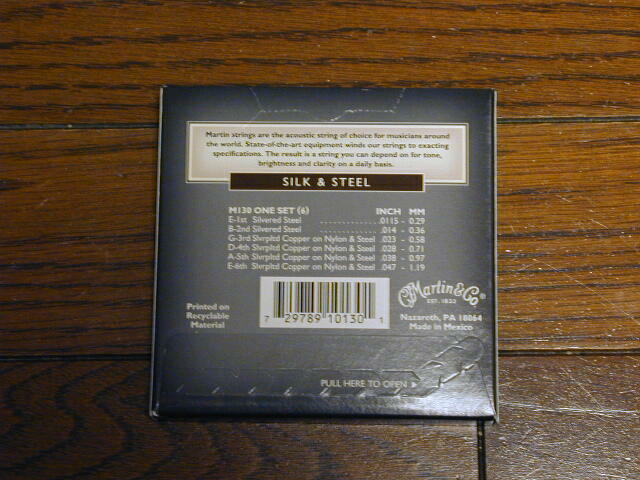 Martin strings are the acoustic string of choice for musicians around
the world. State-of-the-art equipment winds our strings to exacting
specifications. The result is a string you can depend on for tone,
brightness and clarity on a daily basis.
SILK & STEEL
M130 ONE SET (6) INCH MM
E-1st Silvered Steel .0115 - 0.29
B-2nd Silvered Steel .014 - 0.36
G-3rd Slvrpltd Copper on Nylon & Steel .023 - 0.58
D-4th Slvrpltd Copper on Nylon & Steel .028 - 0.71
A-5th Slvrpltd Copper on Nylon & Steel .038 - 0.97
E-6th Slvrpltd Copper on Nylon & Steel .047 - 1.19
Printed on
Recyclable
Material
7 29789 10130 1
CF Martin & Co ®
EST. 1833
Nazareth, PA 18064
Made in Mexico
PULL HERE TO OPEN